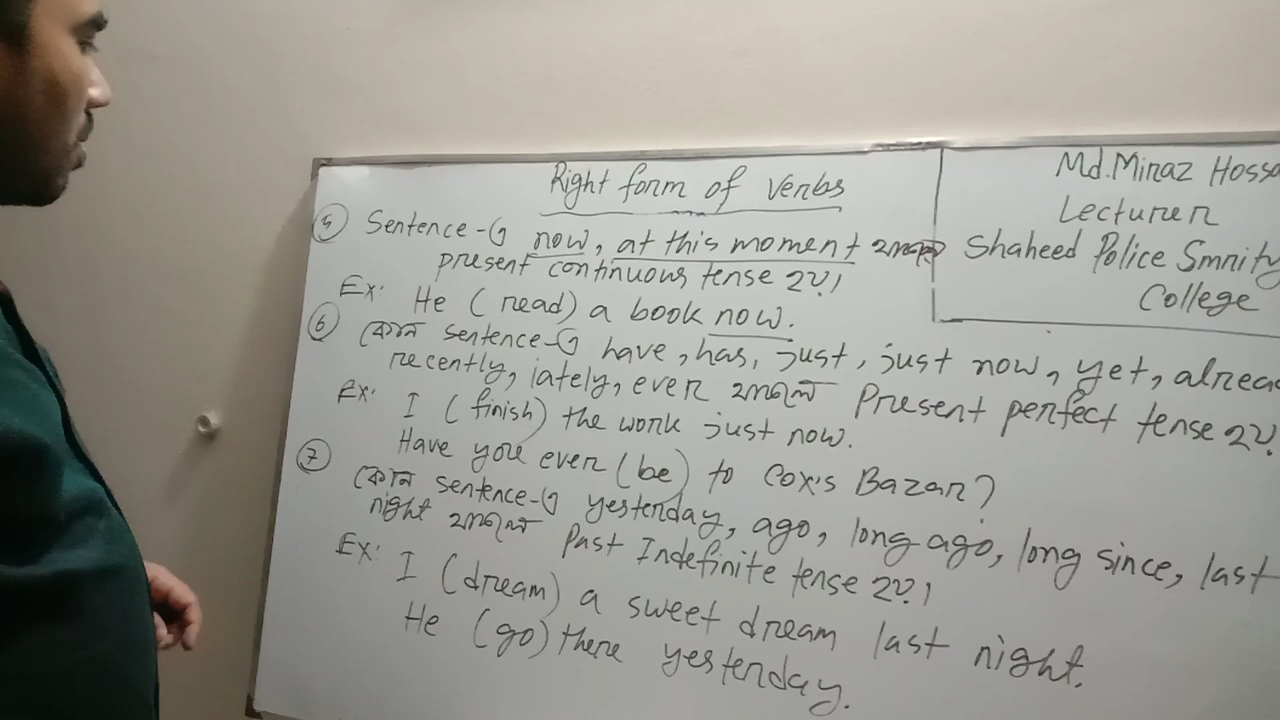 Right form of Verbs
Md. Miraz Hossa
Lecturer
Shaheed Police Smrity
College
৫ Sentence-এ now, at this moment থাকলে
present continuous tense হয়।
Ex: He (read) a book now.
৬ কোন sentence-এ have, has, just, just now, yet, alrea
recently, lately, ever থাকলে Present perfect tense হয়
Ex: I (finish) the work just now.
Have you ever (be) to Cox's Bazar?
৭ কোন sentence-এ yesterday, ago, long ago, long since, last
night থাকলে Past Indefinite tense হয়।
Ex: I (dream) a sweet dream last night.
He (go) there yesterday.